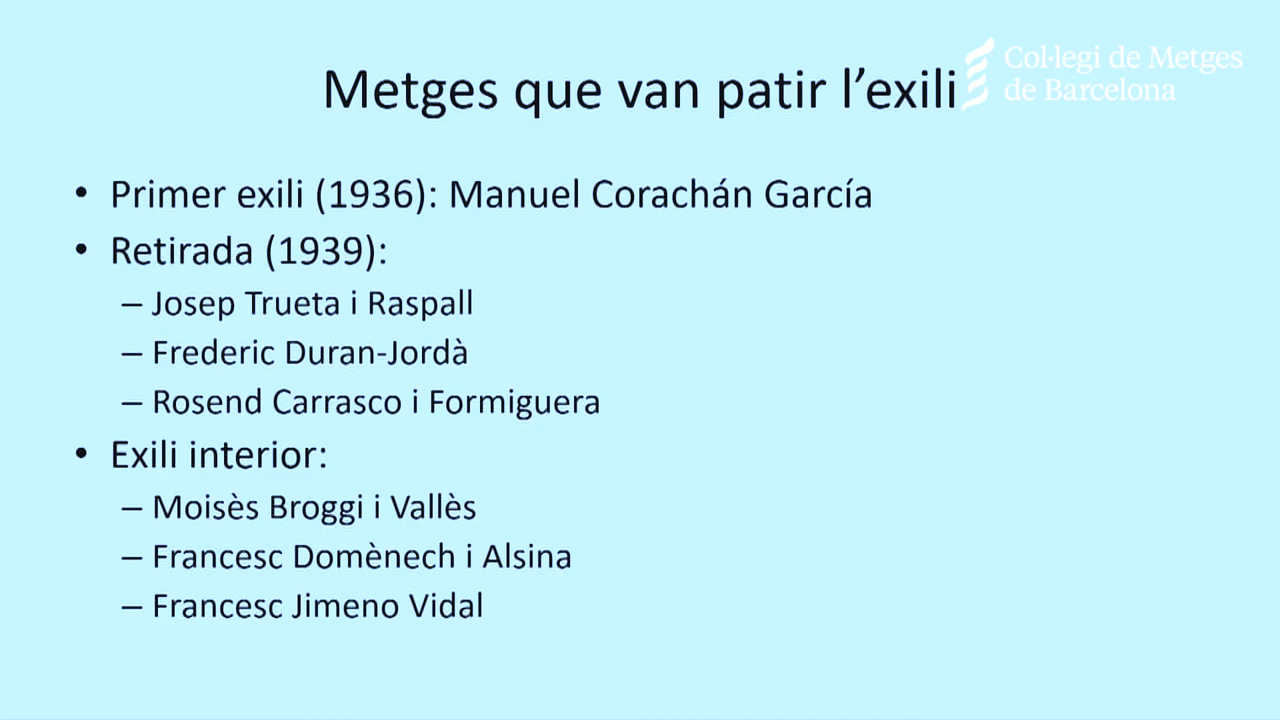 Metges que van patir l’exili
Col·legi de Metges
de Barcelona
• Primer exili (1936): Manuel Corachán García
• Retirada (1939):
– Josep Trueta i Raspall
– Frederic Duran-Jordà
– Rosend Carrasco i Formiguera
• Exili interior:
– Moisès Broggi i Vallès
– Francesc Domènech i Alsina
– Francesc Jimeno Vidal